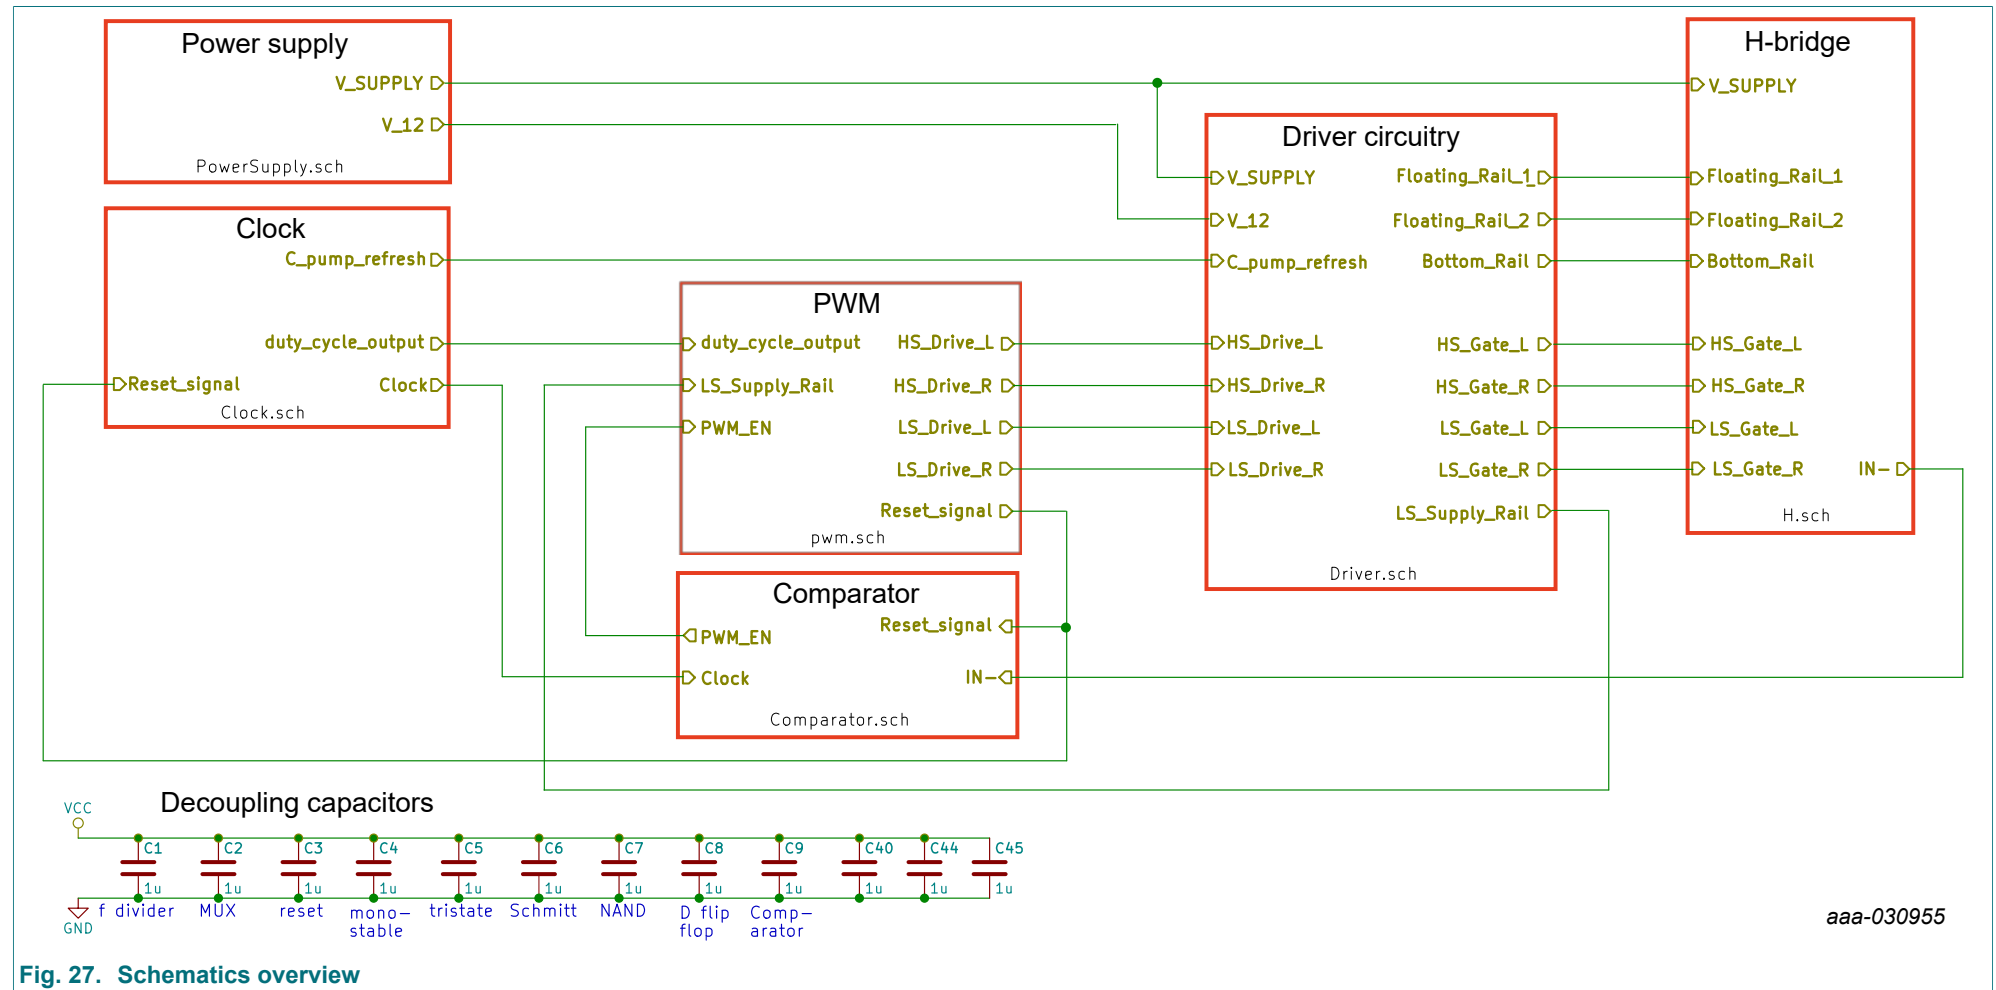 Power supply
V_SUPPLY
V_12
PowerSupply.sch
Clock
C_pump_refresh
duty_cycle_output
Reset_signal
Clock
Clock.sch
PWM
duty_cycle_output
HS_Drive_L
LS_Supply_Rail
HS_Drive_R
PWM_EN
LS_Drive_L
LS_Drive_R
Reset_signal
pwm.sch
Comparator
Reset_signal
PWM_EN
Clock
IN-
Comparator.sch
Driver circuitry
V_SUPPLY
Floating_Rail_1
V_12
Floating_Rail_2
C_pump_refresh
Bottom_Rail
HS_Drive_L
HS_Gate_L
HS_Drive_R
HS_Gate_R
LS_Drive_L
LS_Gate_L
LS_Drive_R
LS_Gate_R
LS_Supply_Rail
Driver.sch
H-bridge
V_SUPPLY
Floating_Rail_1
Floating_Rail_2
Bottom_Rail
HS_Gate_L
HS_Gate_R
LS_Gate_L
LS_Gate_R
IN-
H.sch
Decoupling capacitors
VCC
C1 C2 C3 C4 C5 C6 C7 C8 C9 C40 C44 C45
1u 1u 1u 1u 1u 1u 1u 1u 1u 1u 1u 1u
GND
f divider
MUX
reset
mono-
stable
tristate
Schmitt
NAND
D flip
flop
Comp-
arator
aaa-030955
Fig. 27. Schematics overview